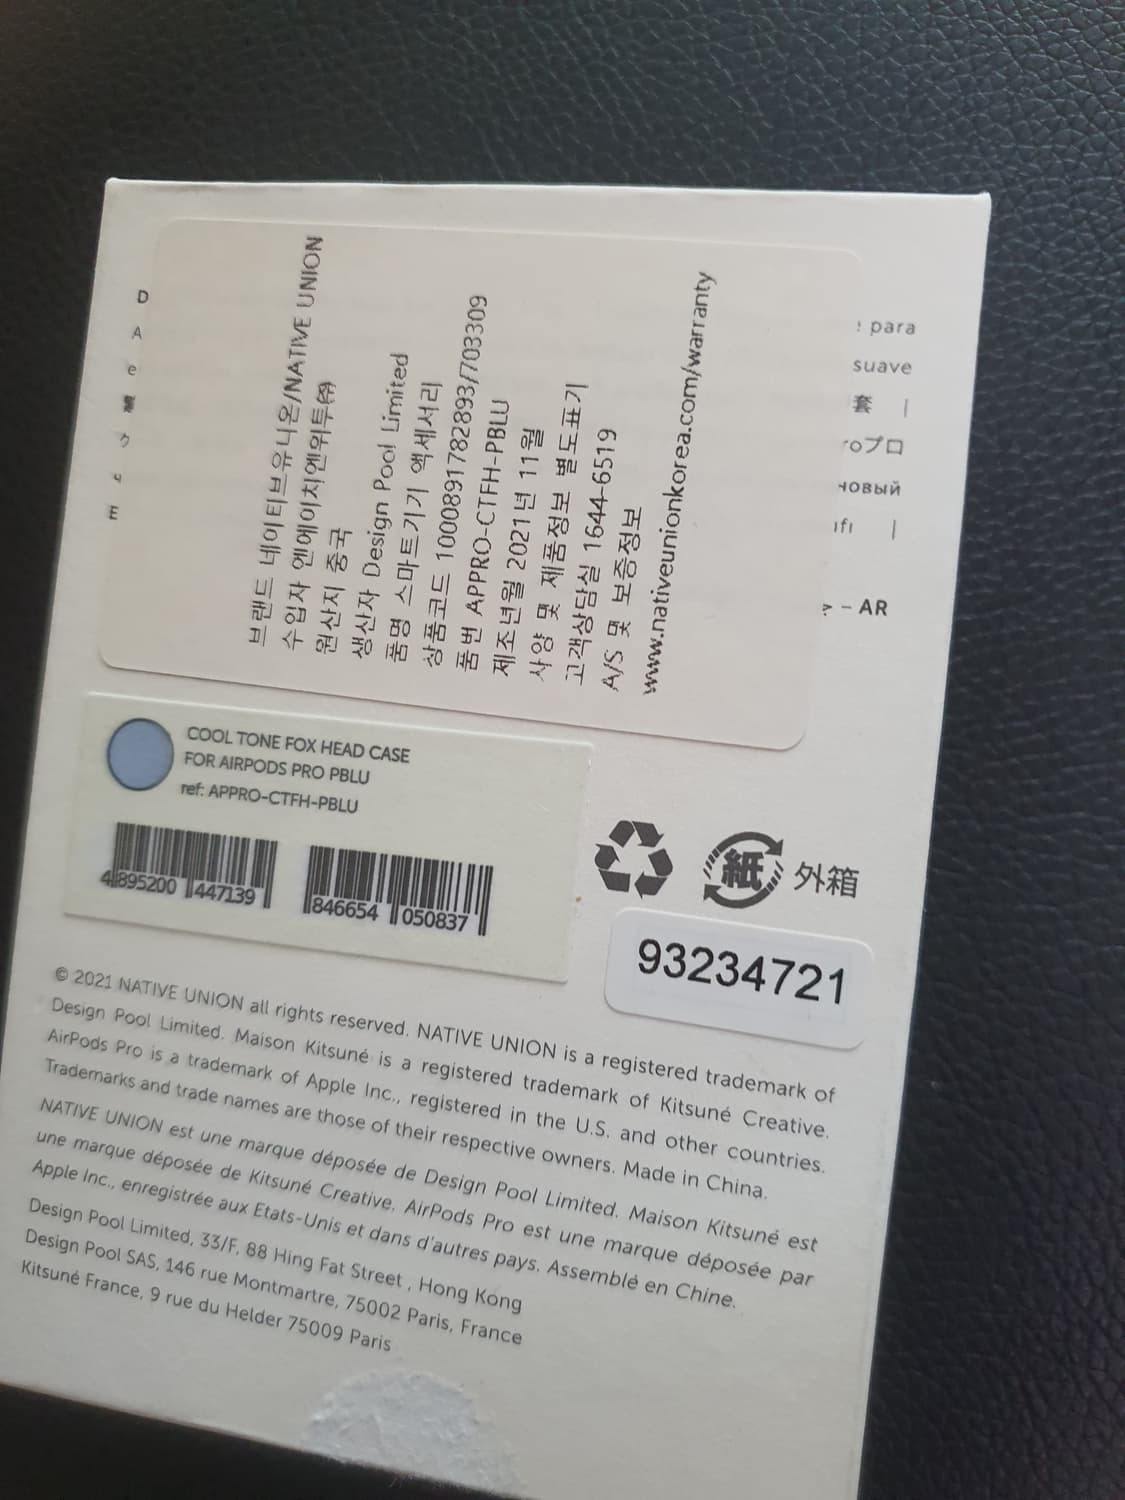 브랜드 네이티브유니온/NATIVE UNION
수입자 엔에이치엔위투㈜
원산지 중국
생산자 Design Pool Limited
품명 스마트기기 액세서리
상품코드 1000891782893/703309
품번 APPRO-CTFH-PBLU
제조년월 2021년 11월
사양 및 제품정보 별도표기
고객상담실 1644-6519
A/S 및 보증정보
www.nativeunionkorea.com/warranty
D
A
e
para
suave
套 |
プロ
новый
|
- AR
COOL TONE FOX HEAD CASE
FOR AIRPODS PRO PBLU
ref: APPRO-CTFH-PBLU
4 895200 447139
846654 050837
紙 外箱
93234721
© 2021 NATIVE UNION all rights reserved. NATIVE UNION is a registered trademark of
Design Pool Limited. Maison Kitsuné is a registered trademark of Kitsuné Creative.
AirPods Pro is a trademark of Apple Inc., registered in the U.S. and other countries.
Trademarks and trade names are those of their respective owners. Made in China.
NATIVE UNION est une marque déposée de Design Pool Limited. Maison Kitsuné est
une marque déposée de Kitsuné Creative. AirPods Pro est une marque déposée par
Apple Inc., enregistrée aux Etats-Unis et dans d'autres pays. Assemblé en Chine.
Design Pool Limited, 33/F, 88 Hing Fat Street , Hong Kong
Design Pool SAS, 146 rue Montmartre, 75002 Paris, France
Kitsuné France, 9 rue du Helder 75009 Paris